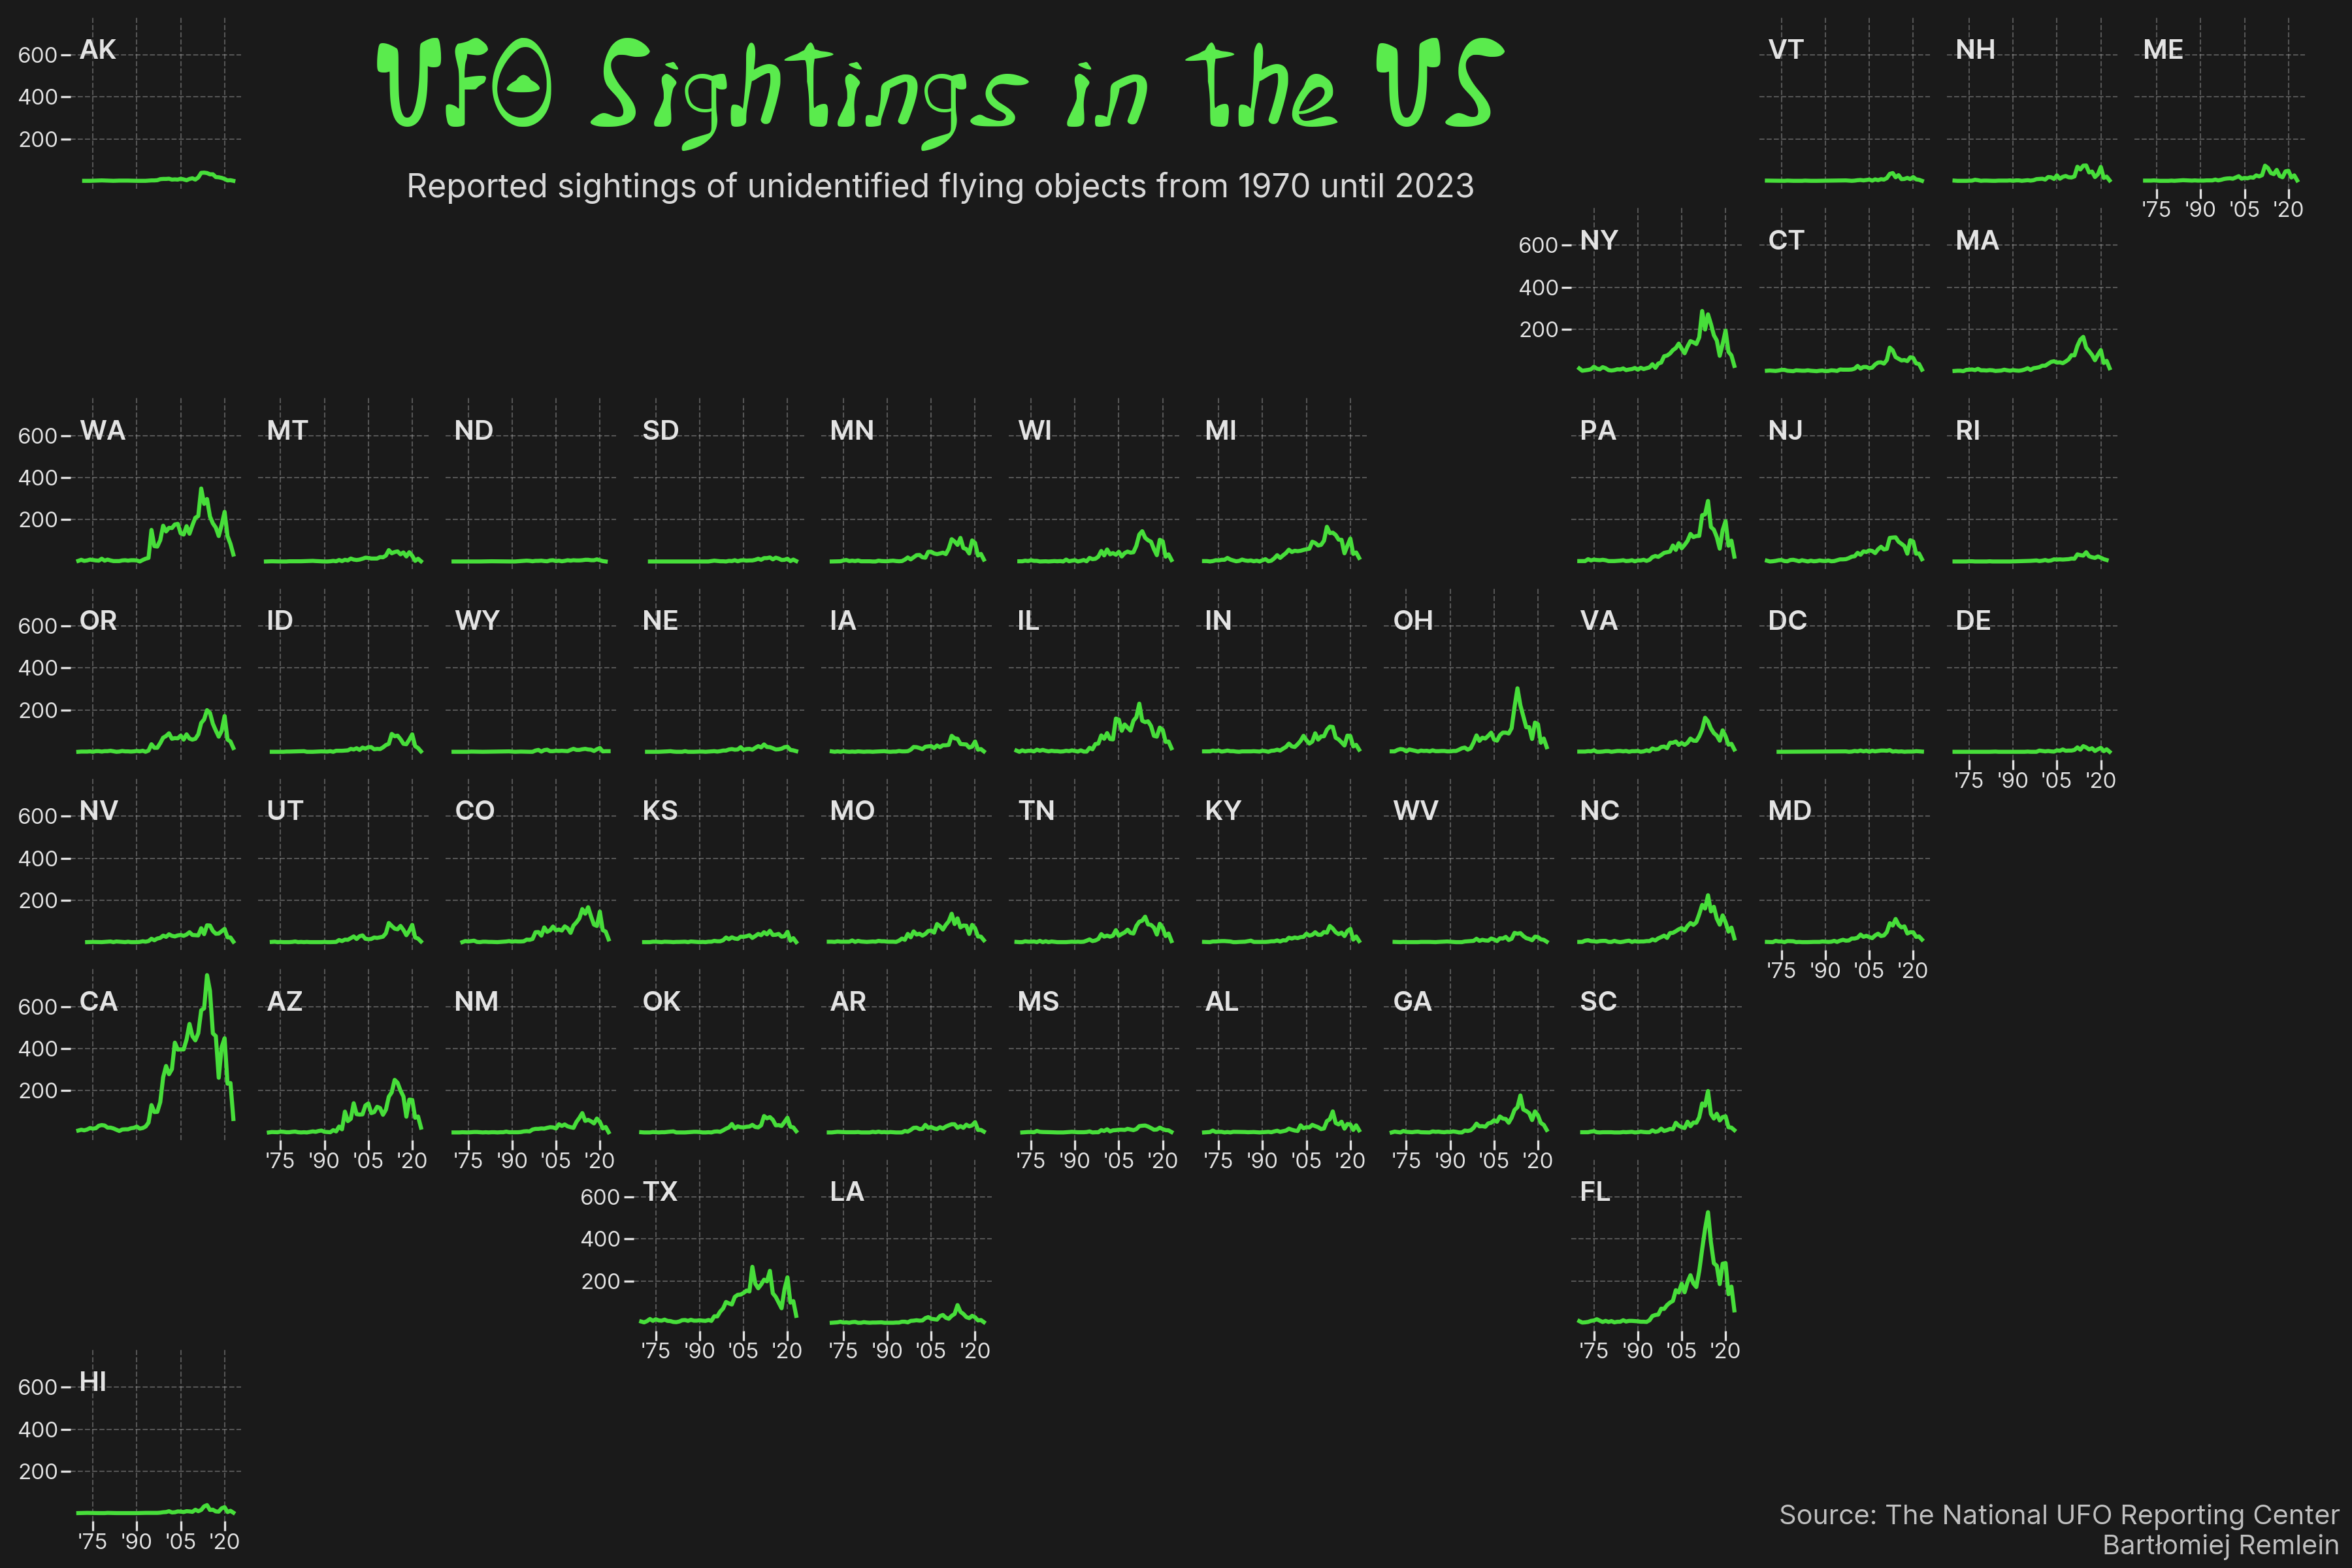 UFO Sightings in the US
Reported sightings of unidentified flying objects from 1970 until 2023
AK
600
400
200
VT
NH
ME
'75 '90 '05 '20
NY
600
400
200
CT
MA
WA
600
400
200
MT
ND
SD
MN
WI
MI
PA
NJ
RI
OR
600
400
200
ID
WY
NE
IA
IL
IN
OH
VA
DC
DE
'75 '90 '05 '20
NV
600
400
200
UT
CO
KS
MO
TN
KY
WV
NC
MD
'75 '90 '05 '20
CA
600
400
200
AZ
'75 '90 '05 '20
NM
'75 '90 '05 '20
OK
AR
MS
'75 '90 '05 '20
AL
'75 '90 '05 '20
GA
'75 '90 '05 '20
SC
TX
600
400
200
'75 '90 '05 '20
LA
'75 '90 '05 '20
FL
'75 '90 '05 '20
HI
600
400
200
'75 '90 '05 '20
Source: The National UFO Reporting Center
Bartłomiej Remlein